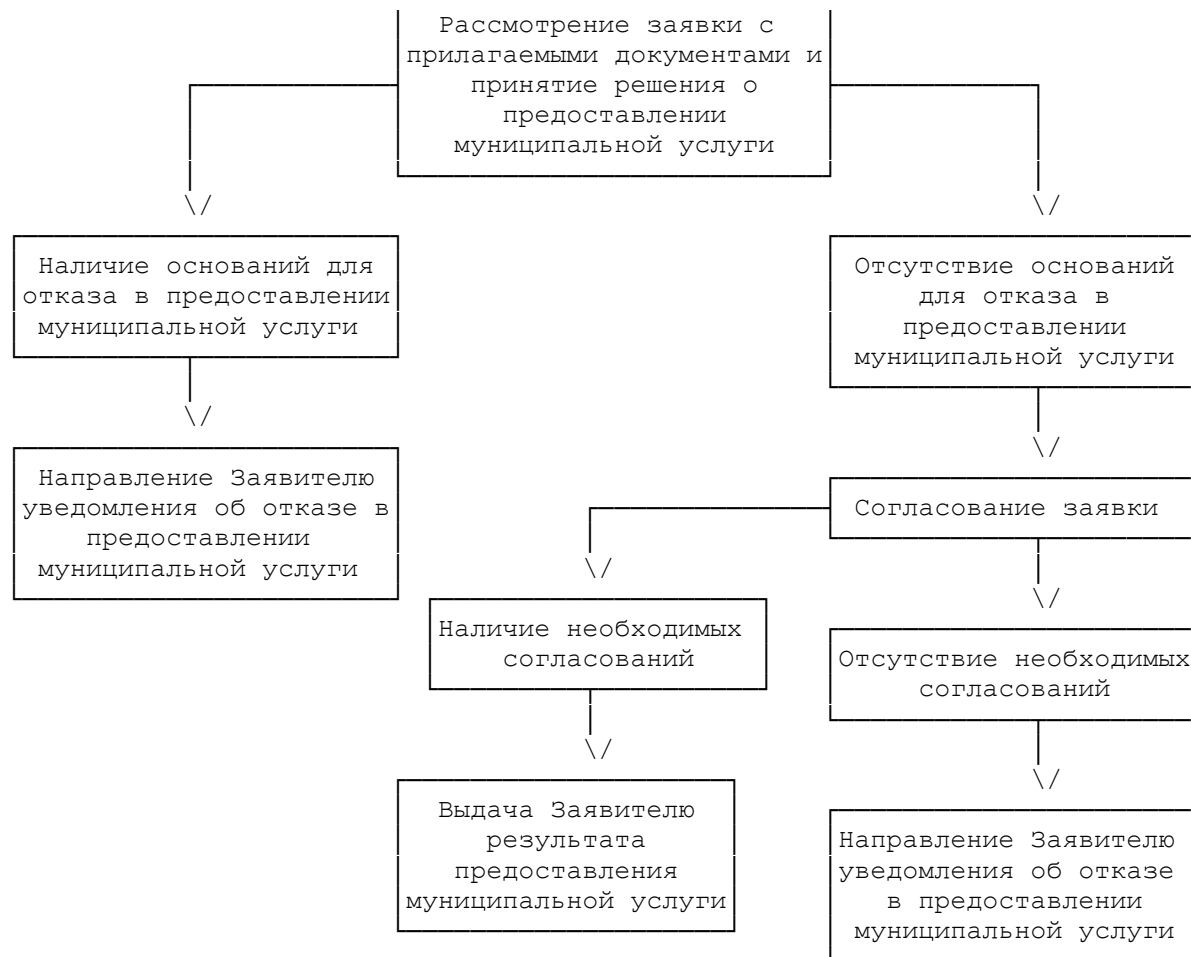 Рассмотрение заявки с
прилагаемыми документами и
принятие решения о
предоставлении
муниципальной услуги
Наличие оснований для
отказа в предоставлении
муниципальной услуги
Отсутствие оснований
для отказа в
предоставлении
муниципальной услуги
Направление Заявителю
уведомления об отказе в
предоставлении
муниципальной услуги
Согласование заявки
Наличие необходимых
согласований
Отсутствие необходимых
согласований
Выдача Заявителю
результата
предоставления
муниципальной услуги
Направление Заявителю
уведомления об отказе
в предоставлении
муниципальной услуги